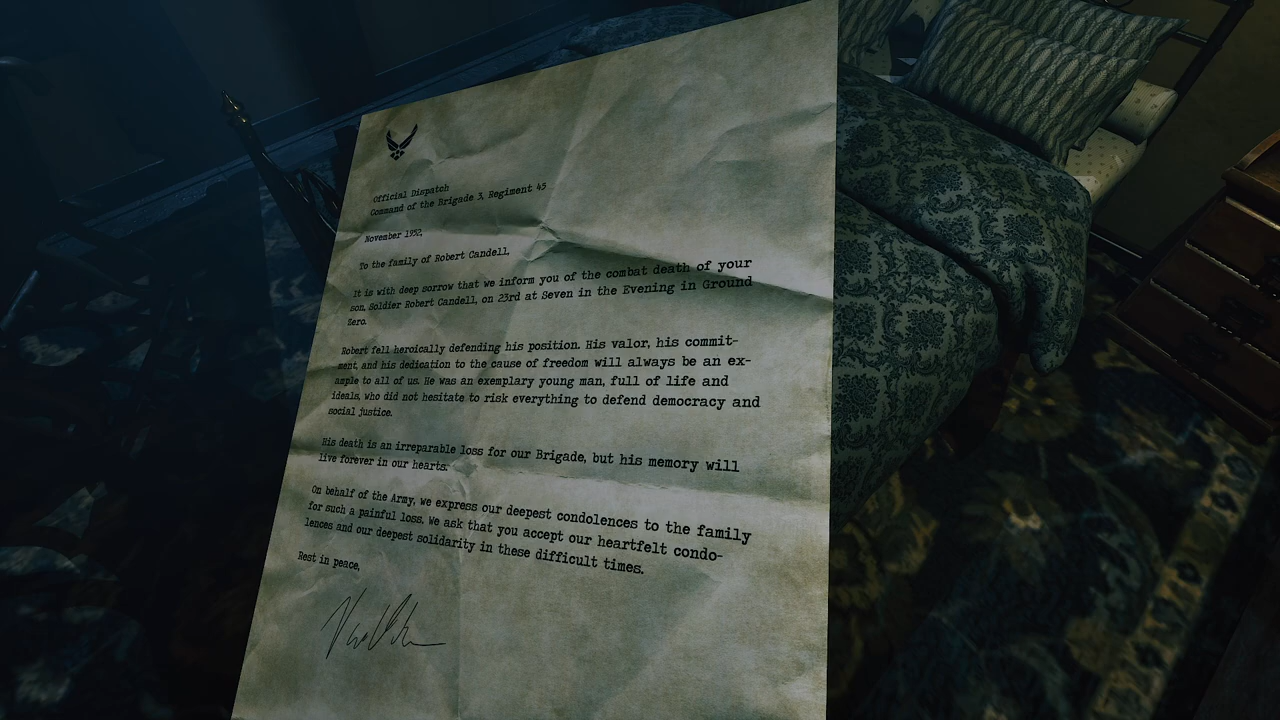 Official Dispatch
Command of the Brigade 3, Regiment 45
November 1952,
To the family of Robert Candell,
It is with deep sorrow that we inform you of the combat death of your
son, Soldier Robert Candell, on 23rd at Seven in the Evening in Ground
Zero.
Robert fell heroically defending his position. His valor, his commit-
ment, and his dedication to the cause of freedom will always be an ex-
ample to all of us. He was an exemplary young man, full of life and
ideals, who did not hesitate to risk everything to defend democracy and
social justice.
His death is an irreparable loss for our Brigade, but his memory will
live forever in our hearts.
On behalf of the Army, we express our deepest condolences to the family
for such a painful loss. We ask that you accept our heartfelt condo-
lences and our deepest solidarity in these difficult times.
Rest in peace,